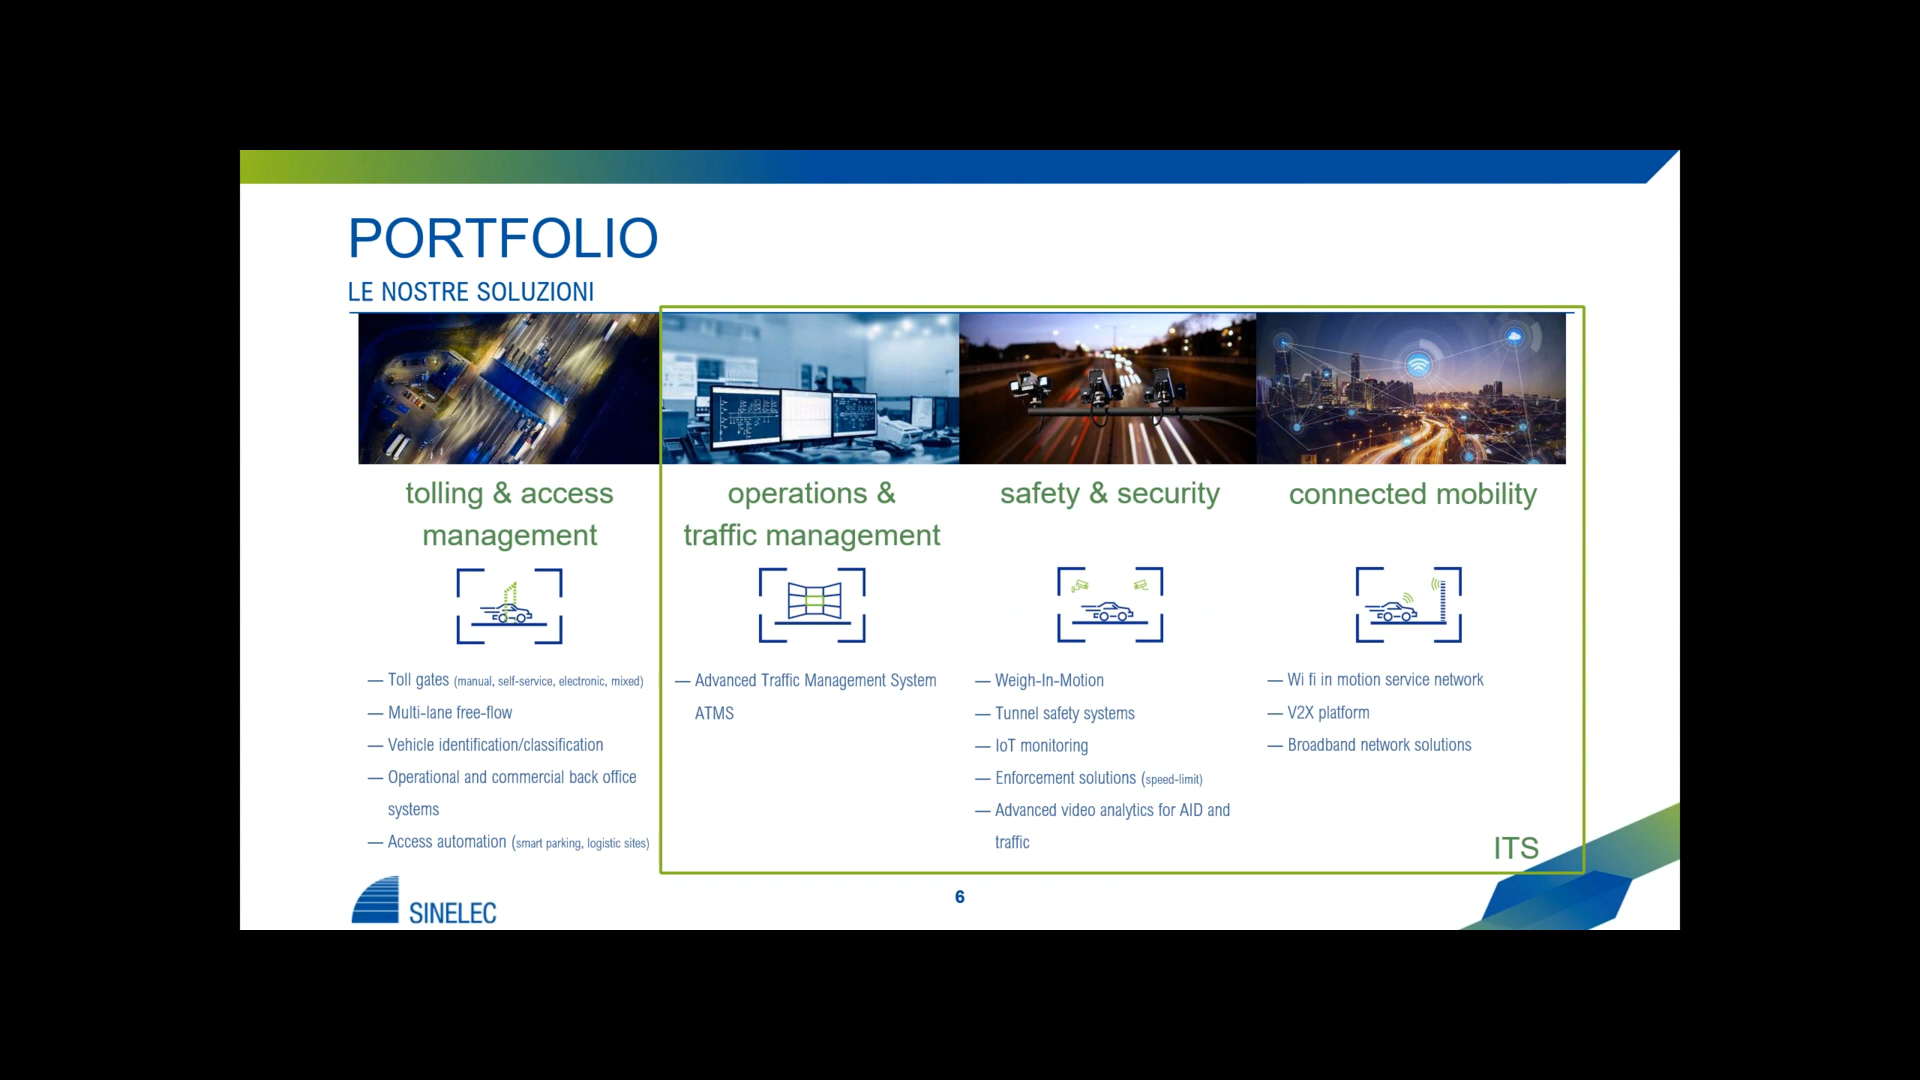 PORTFOLIO
LE NOSTRE SOLUZIONI
tolling & access
management
— Toll gates (manual, self-service, electronic, mixed)
— Multi-lane free-flow
— Vehicle identification/classification
— Operational and commercial back office
systems
— Access automation (smart parking, logistic sites)
operations &
traffic management
— Advanced Traffic Management System
ATMS
safety & security
— Weigh-In-Motion
— Tunnel safety systems
— IoT monitoring
— Enforcement solutions (speed-limit)
— Advanced video analytics for AID and
traffic
connected mobility
— Wi fi in motion service network
— V2X platform
— Broadband network solutions
ITS
SINELEC
6